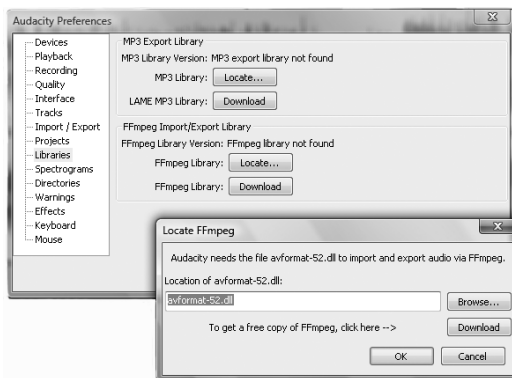 Audacity Preferences
Devices
Playback
Recording
Quality
Interface
Tracks
Import / Export
Projects
Libraries
Spectrograms
Directories
Warnings
Effects
Keyboard
Mouse
MP3 Export Library
MP3 Library Version: MP3 export library not found
MP3 Library: Locate...
LAME MP3 Library: Download
FFmpeg Import/Export Library
FFmpeg Library Version: FFmpeg library not found
FFmpeg Library: Locate...
FFmpeg Library: Download
Locate FFmpeg
Audacity needs the file avformat-52.dll to import and export audio via FFmpeg.
Location of avformat-52.dll:
avformat-52.dll
Browse...
To get a free copy of FFmpeg, click here -->
Download
OK
Cancel